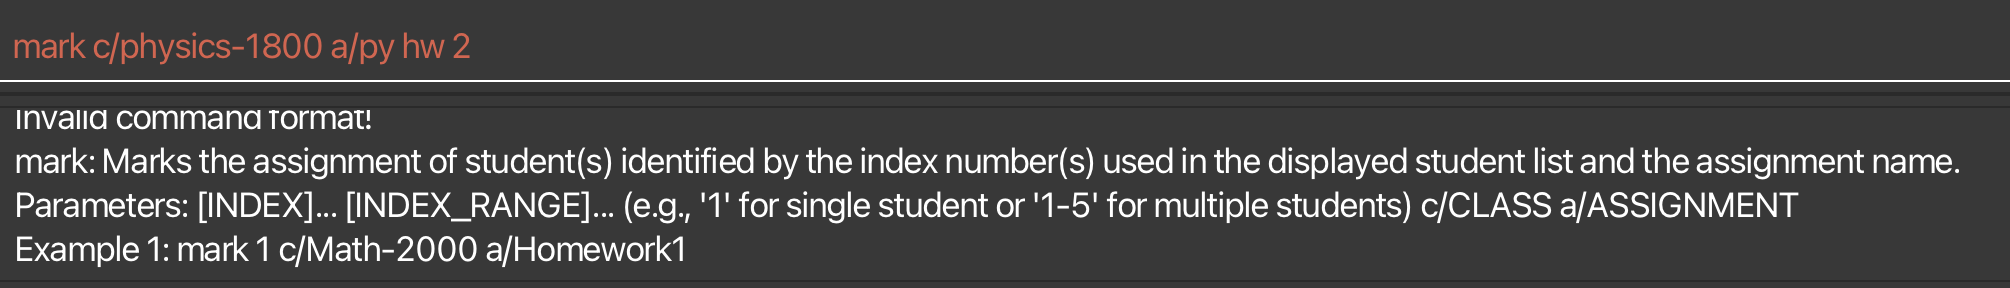 mark c/physics-1800 a/py hw 2
Invalid command format!
mark: Marks the assignment of student(s) identified by the index number(s) used in the displayed student list and the assignment name.
Parameters: [INDEX]... [INDEX_RANGE]... (e.g., '1' for single student or '1-5' for multiple students) c/CLASS a/ASSIGNMENT
Example 1: mark 1 c/Math-2000 a/Homework1